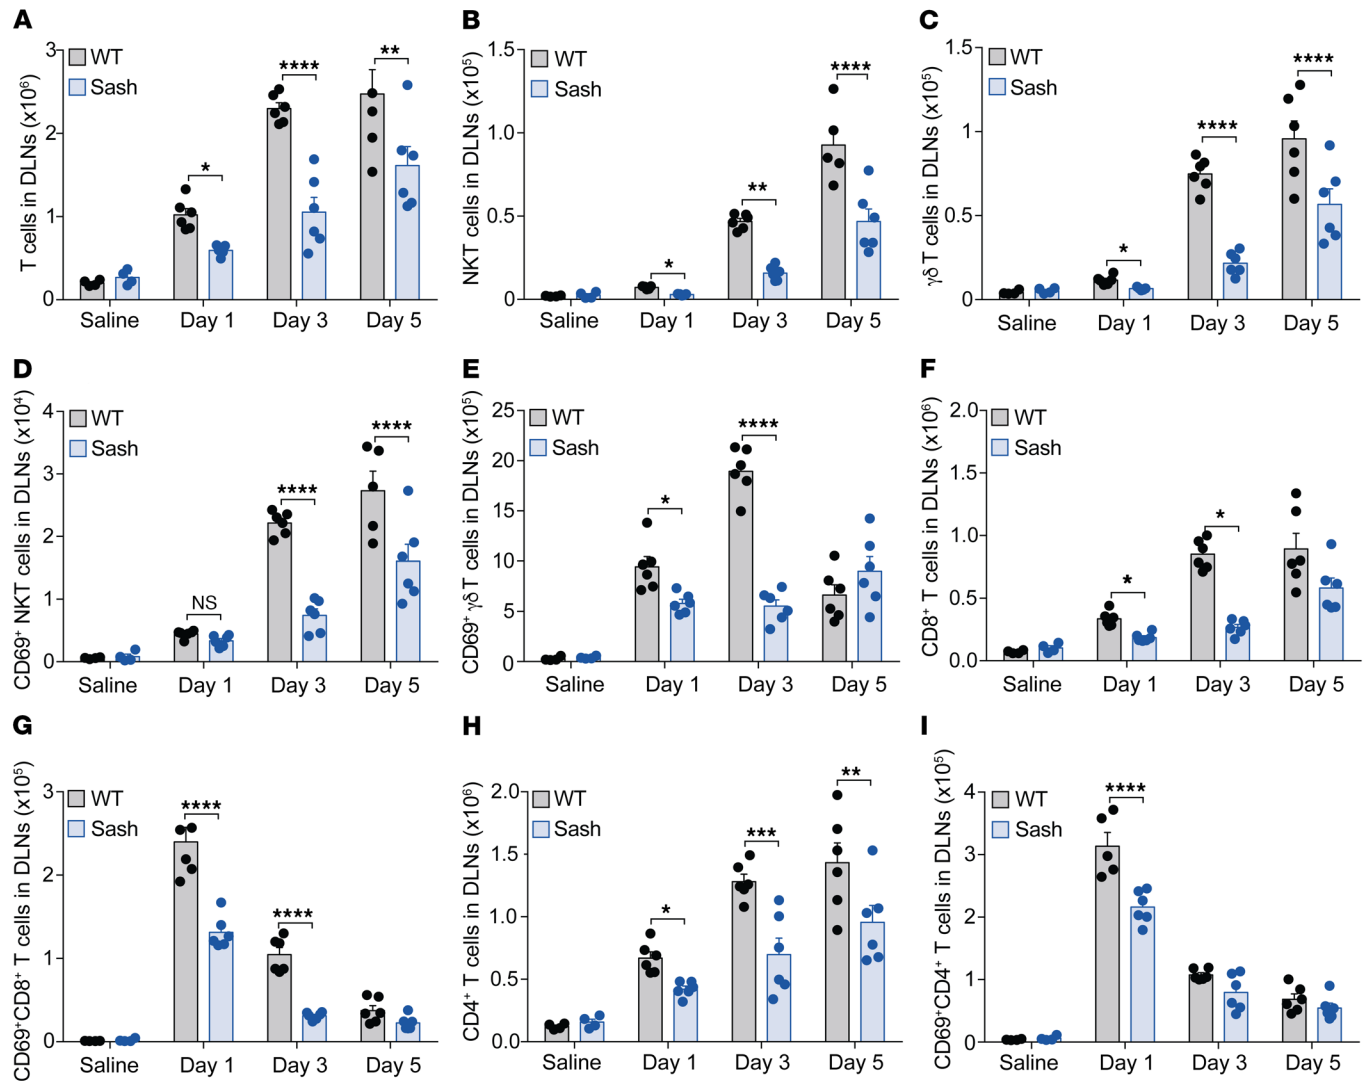 A
T cells in DLNs (x10⁶)
3
2
1
0
WT
Sash
*
****
**
Saline Day 1 Day 3 Day 5
B
NKT cells in DLNs (x10⁵)
1.5
1.0
0.5
0
WT
Sash
*
**
****
Saline Day 1 Day 3 Day 5
C
γδ T cells in DLNs (x10⁵)
1.5
1
0.5
0
WT
Sash
*
****
****
Saline Day 1 Day 3 Day 5
D
CD69⁺ NKT cells in DLNs (x10⁴)
4
3
2
1
0
WT
Sash
NS
****
****
Saline Day 1 Day 3 Day 5
E
CD69⁺ γδ T cells in DLNs (x10⁵)
25
20
15
10
5
0
WT
Sash
*
****
Saline Day 1 Day 3 Day 5
F
CD8⁺ T cells in DLNs (x10⁶)
2.0
1.5
1.0
0.5
0.0
WT
Sash
*
*
Saline Day 1 Day 3 Day 5
G
CD69⁺CD8⁺ T cells in DLNs (x10⁵)
3
2
1
0
WT
Sash
****
****
Saline Day 1 Day 3 Day 5
H
CD4⁺ T cells in DLNs (x10⁶)
2.0
1.5
1.0
0.5
0.0
WT
Sash
*
***
**
Saline Day 1 Day 3 Day 5
I
CD69⁺CD4⁺ T cells in DLNs (x10⁵)
4
3
2
1
0
WT
Sash
****
Saline Day 1 Day 3 Day 5